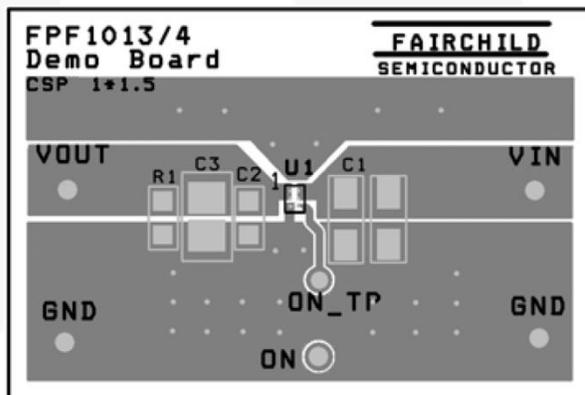 FPF1013/4
Demo Board
CSP 1*1.5
FAIRCHILD
SEMICONDUCTOR
VOUT
R1
C3
C2
1
U1
C1
VIN
GND
ON_TP
GND
ON